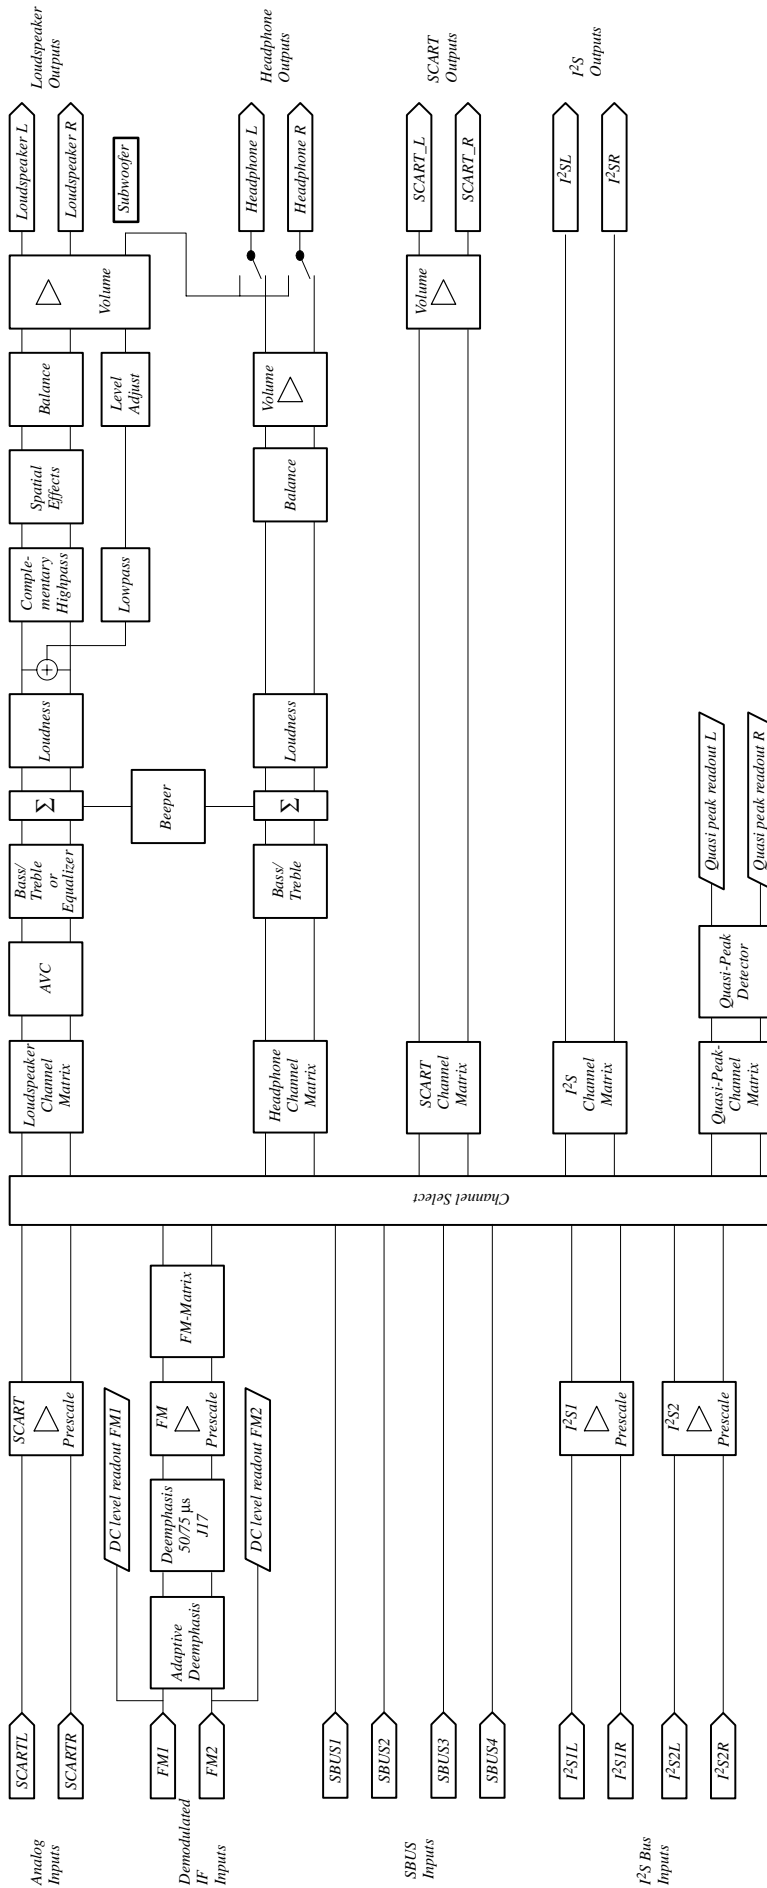 Analog
Inputs
SCARTL
SCARTR
SCART
Prescale
Demodulated
IF
Inputs
FM1
FM2
DC level readout FM1
Adaptive
Deemphasis
Deemphasis
50/75 µs
J17
FM
Prescale
FM-Matrix
DC level readout FM2
SBUS
Inputs
SBUS1
SBUS2
SBUS3
SBUS4
I²S Bus
Inputs
I²S1L
I²S1R
I²S2L
I²S2R
I²S1
Prescale
I²S2
Prescale
Channel Select
Loudspeaker
Channel
Matrix
AVC
Bass/
Treble
or
Equalizer
Σ
Loudness
+
Comple-
mentary
Highpass
Spatial
Effects
Balance
Volume
Loudspeaker L
Loudspeaker R
Loudspeaker
Outputs
Lowpass
Level
Adjust
Subwoofer
Beeper
Headphone
Channel
Matrix
Bass/
Treble
Σ
Loudness
Balance
Volume
Headphone L
Headphone R
Headphone
Outputs
SCART
Channel
Matrix
Volume
SCART_L
SCART_R
SCART
Outputs
I²S
Channel
Matrix
I²SL
I²SR
I²S
Outputs
Quasi-Peak-
Channel
Matrix
Quasi-Peak
Detector
Quasi peak readout L
Quasi peak readout R